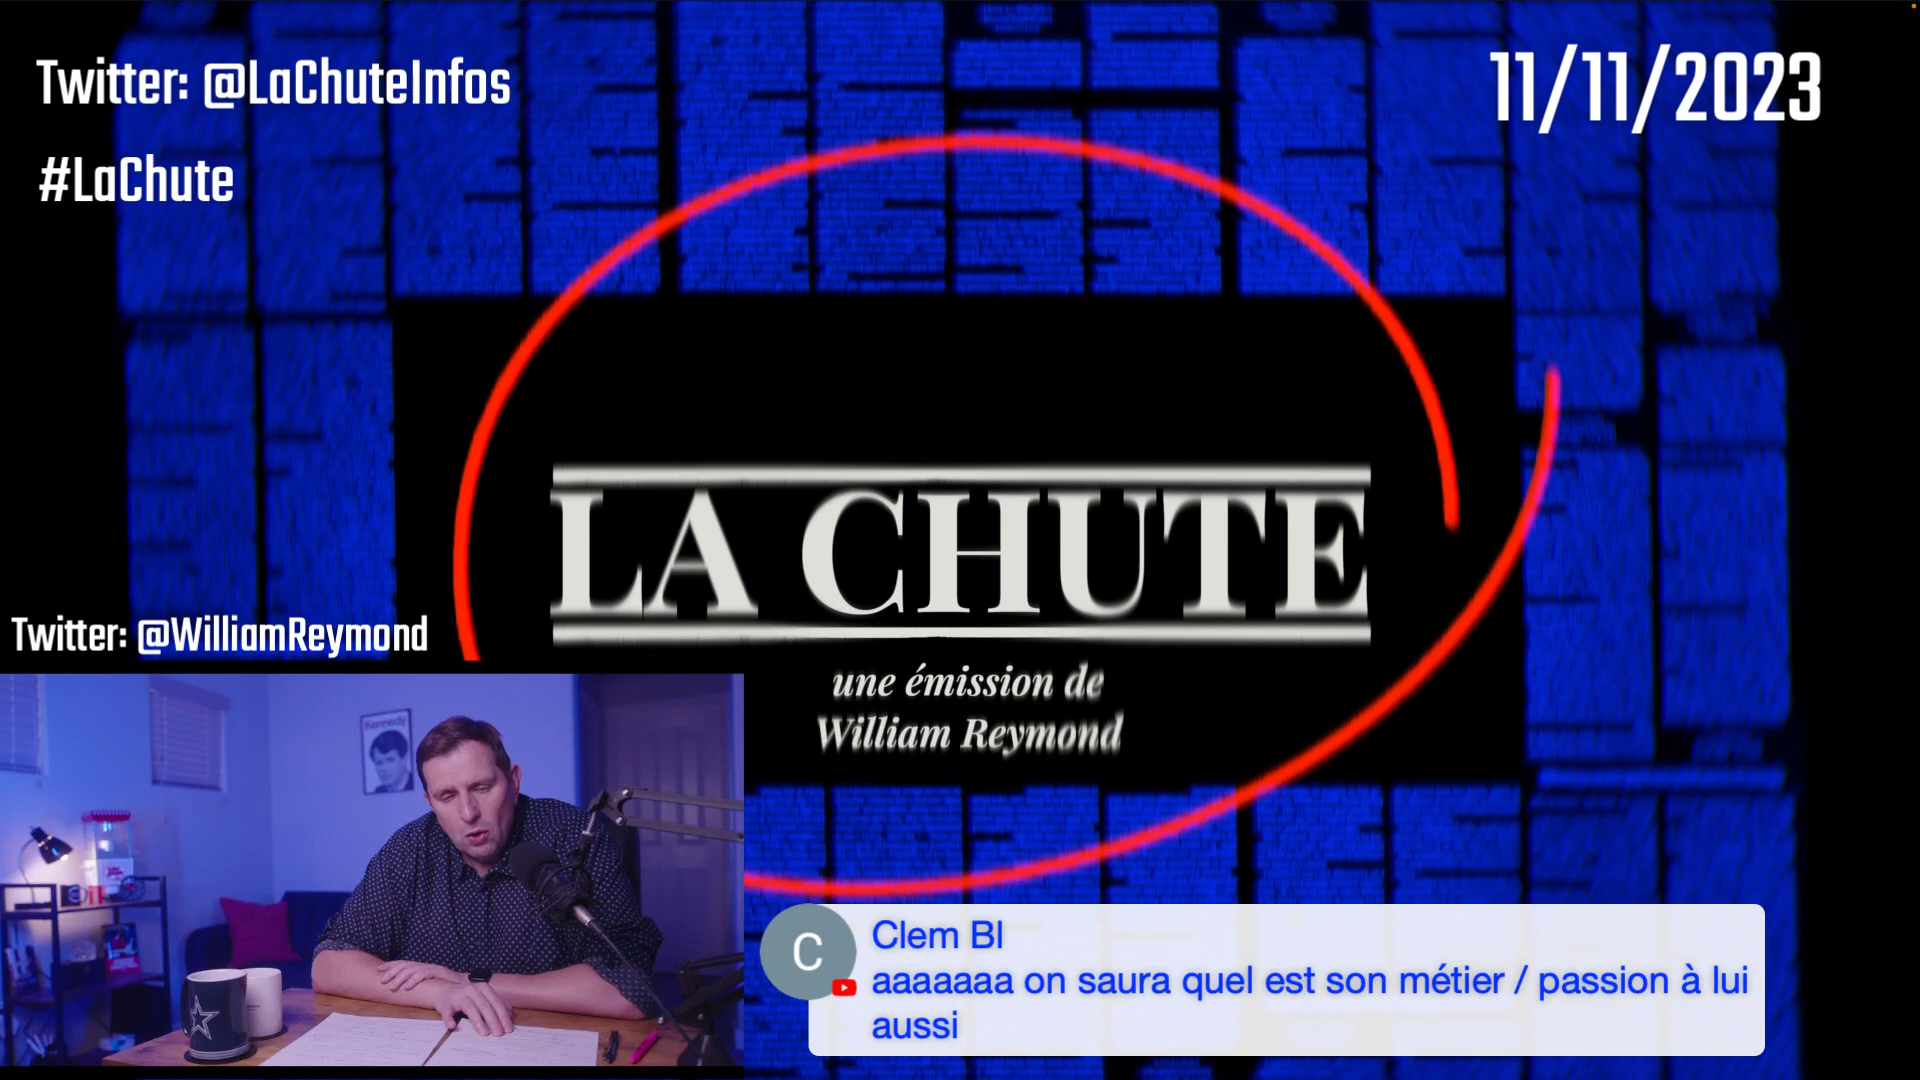 Twitter: @LaChuteInfos
11/11/2023
#LaChute
LA CHUTE
Twitter: @WilliamReymond
une émission de
William Reymond
Kennedy
C
Clem Bl
aaaaaaa on saura quel est son métier / passion à lui
aussi